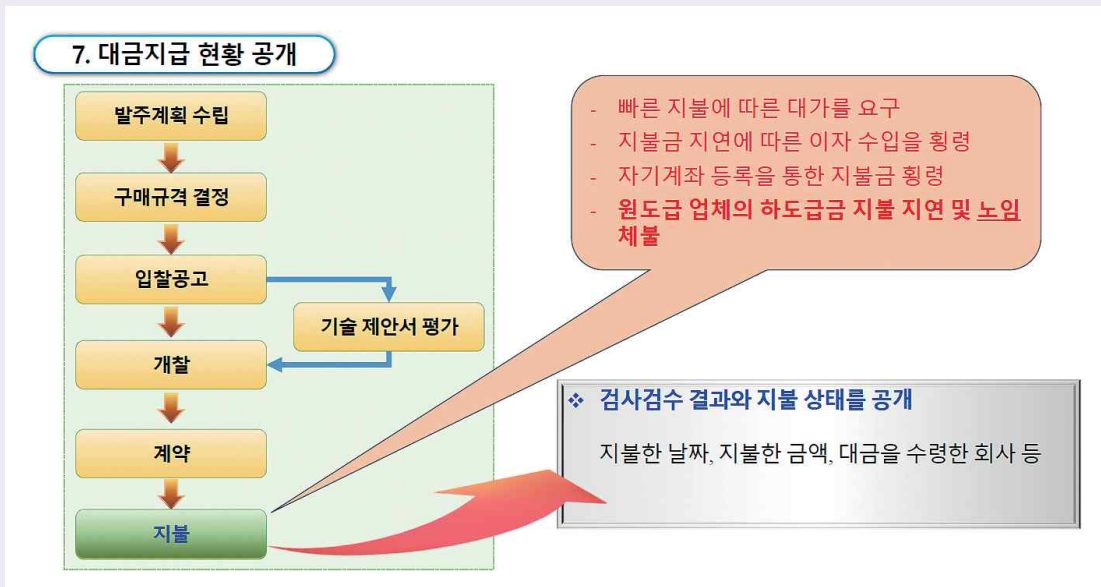 7. 대금지급 현황 공개
발주계획 수립
구매규격 결정
입찰공고
기술 제안서 평가
개찰
계약
지불
- 빠른 지불에 따른 대가를 요구
- 지불금 지연에 따른 이자 수입을 횡령
- 자기계좌 등록을 통한 지불금 횡령
- 원도급 업체의 하도급금 지불 지연 및 노임
체불
❖ 검사검수 결과와 지불 상태를 공개
지불한 날짜, 지불한 금액, 대금을 수령한 회사 등